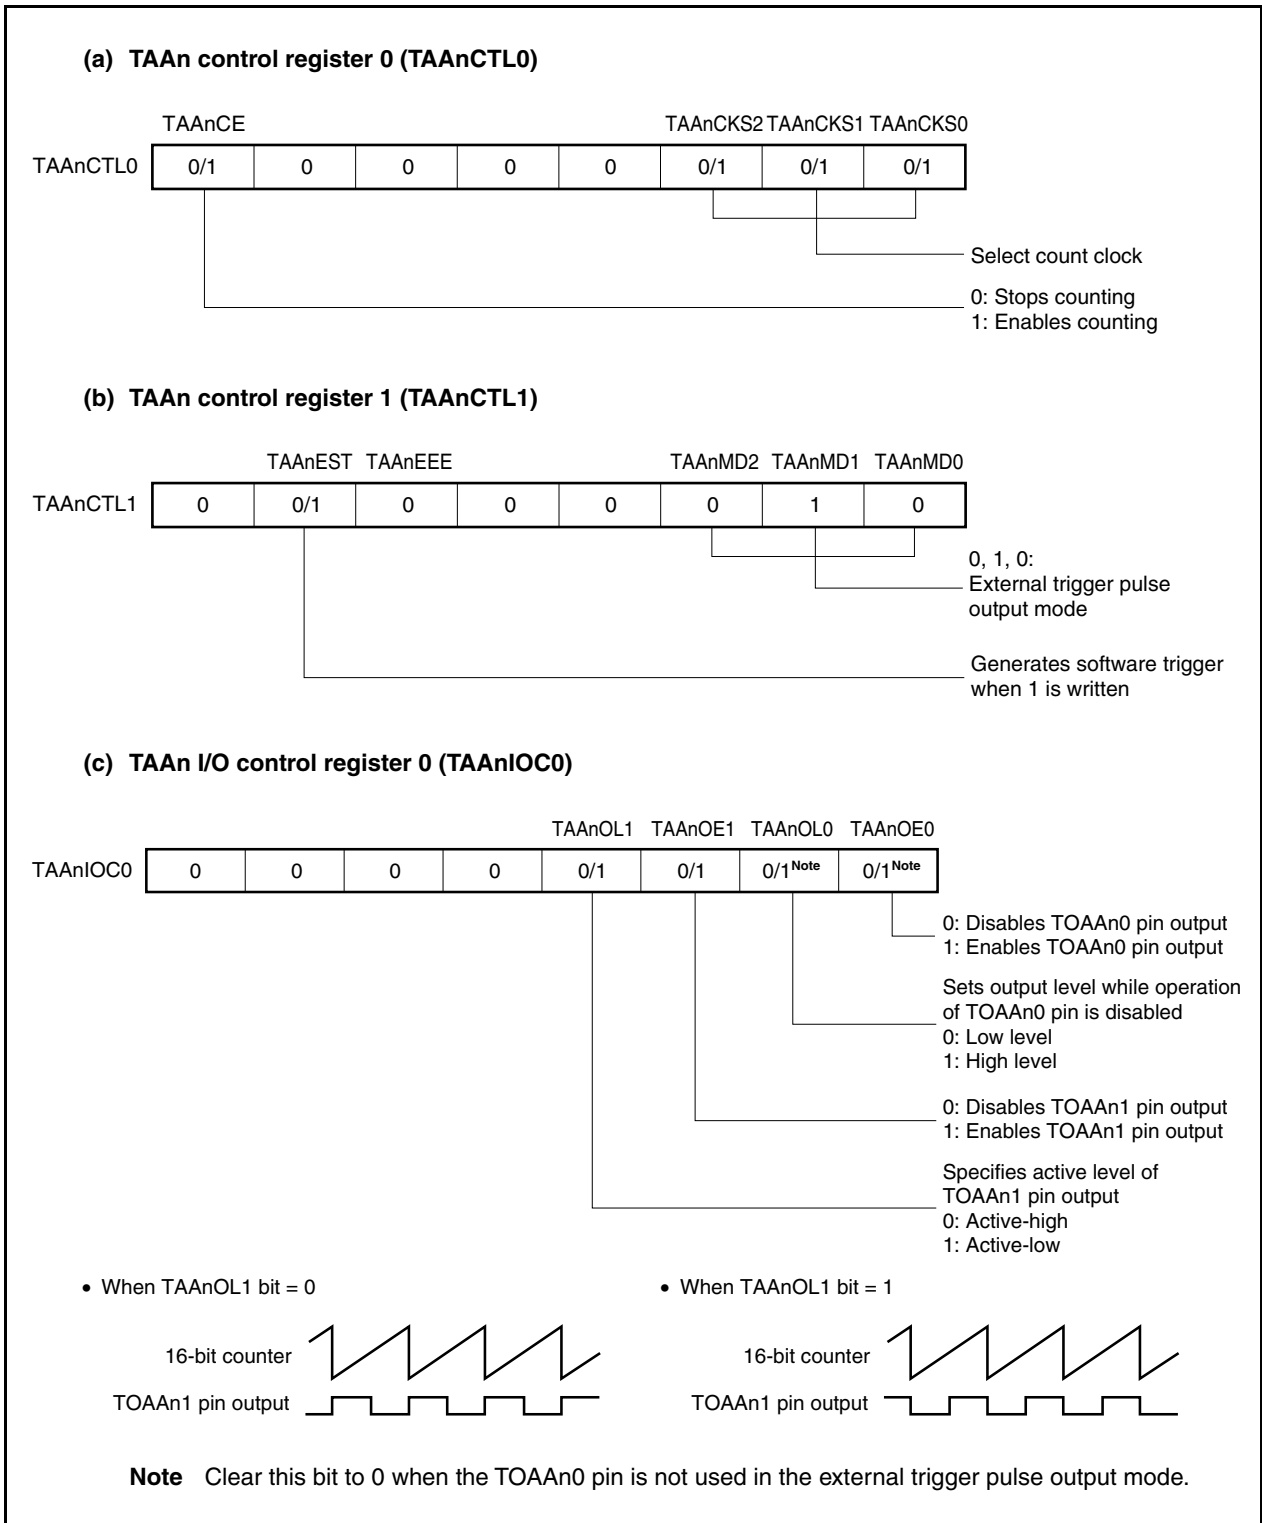 (a) TAAn control register 0 (TAAnCTL0)
TAAnCE TAAnCKS2 TAAnCKS1 TAAnCKS0
TAAnCTL0 0/1 0 0 0 0 0/1 0/1 0/1
Select count clock
0: Stops counting
1: Enables counting
(b) TAAn control register 1 (TAAnCTL1)
TAAnEST TAAnEEE TAAnMD2 TAAnMD1 TAAnMD0
TAAnCTL1 0 0/1 0 0 0 0 1 0
0, 1, 0:
External trigger pulse
output mode
Generates software trigger
when 1 is written
(c) TAAn I/O control register 0 (TAAnIOC0)
TAAnOL1 TAAnOE1 TAAnOL0 TAAnOE0
TAAnIOC0 0 0 0 0 0/1 0/1 0/1Note 0/1Note
0: Disables TOAAn0 pin output
1: Enables TOAAn0 pin output
Sets output level while operation
of TOAAn0 pin is disabled
0: Low level
1: High level
0: Disables TOAAn1 pin output
1: Enables TOAAn1 pin output
Specifies active level of
TOAAn1 pin output
0: Active-high
1: Active-low
• When TAAnOL1 bit = 0
16-bit counter
TOAAn1 pin output
• When TAAnOL1 bit = 1
16-bit counter
TOAAn1 pin output
Note Clear this bit to 0 when the TOAAn0 pin is not used in the external trigger pulse output mode.